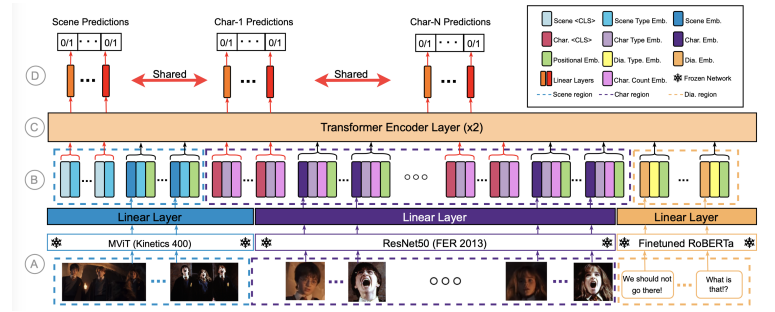 Scene Predictions
Char-1 Predictions
Char-N Predictions
0/1 · · · 0/1
0/1 · · · 0/1
0/1 · · · 0/1
Scene <CLS>
Scene Type Emb.
Scene Emb.
Char. <CLS>
Char Type Emb.
Char. Emb.
Positional Emb.
Dia. Type. Emb.
Dia. Emb.
Linear Layers
Char. Count Emb.
Frozen Network
Scene region
Char region
Dia. region
D
Shared
Shared
C
Transformer Encoder Layer (x2)
B
Linear Layer
Linear Layer
Linear Layer
MViT (Kinetics 400)
ResNet50 (FER 2013)
Finetuned RoBERTa
A
We should not
go there!
What is
that!?